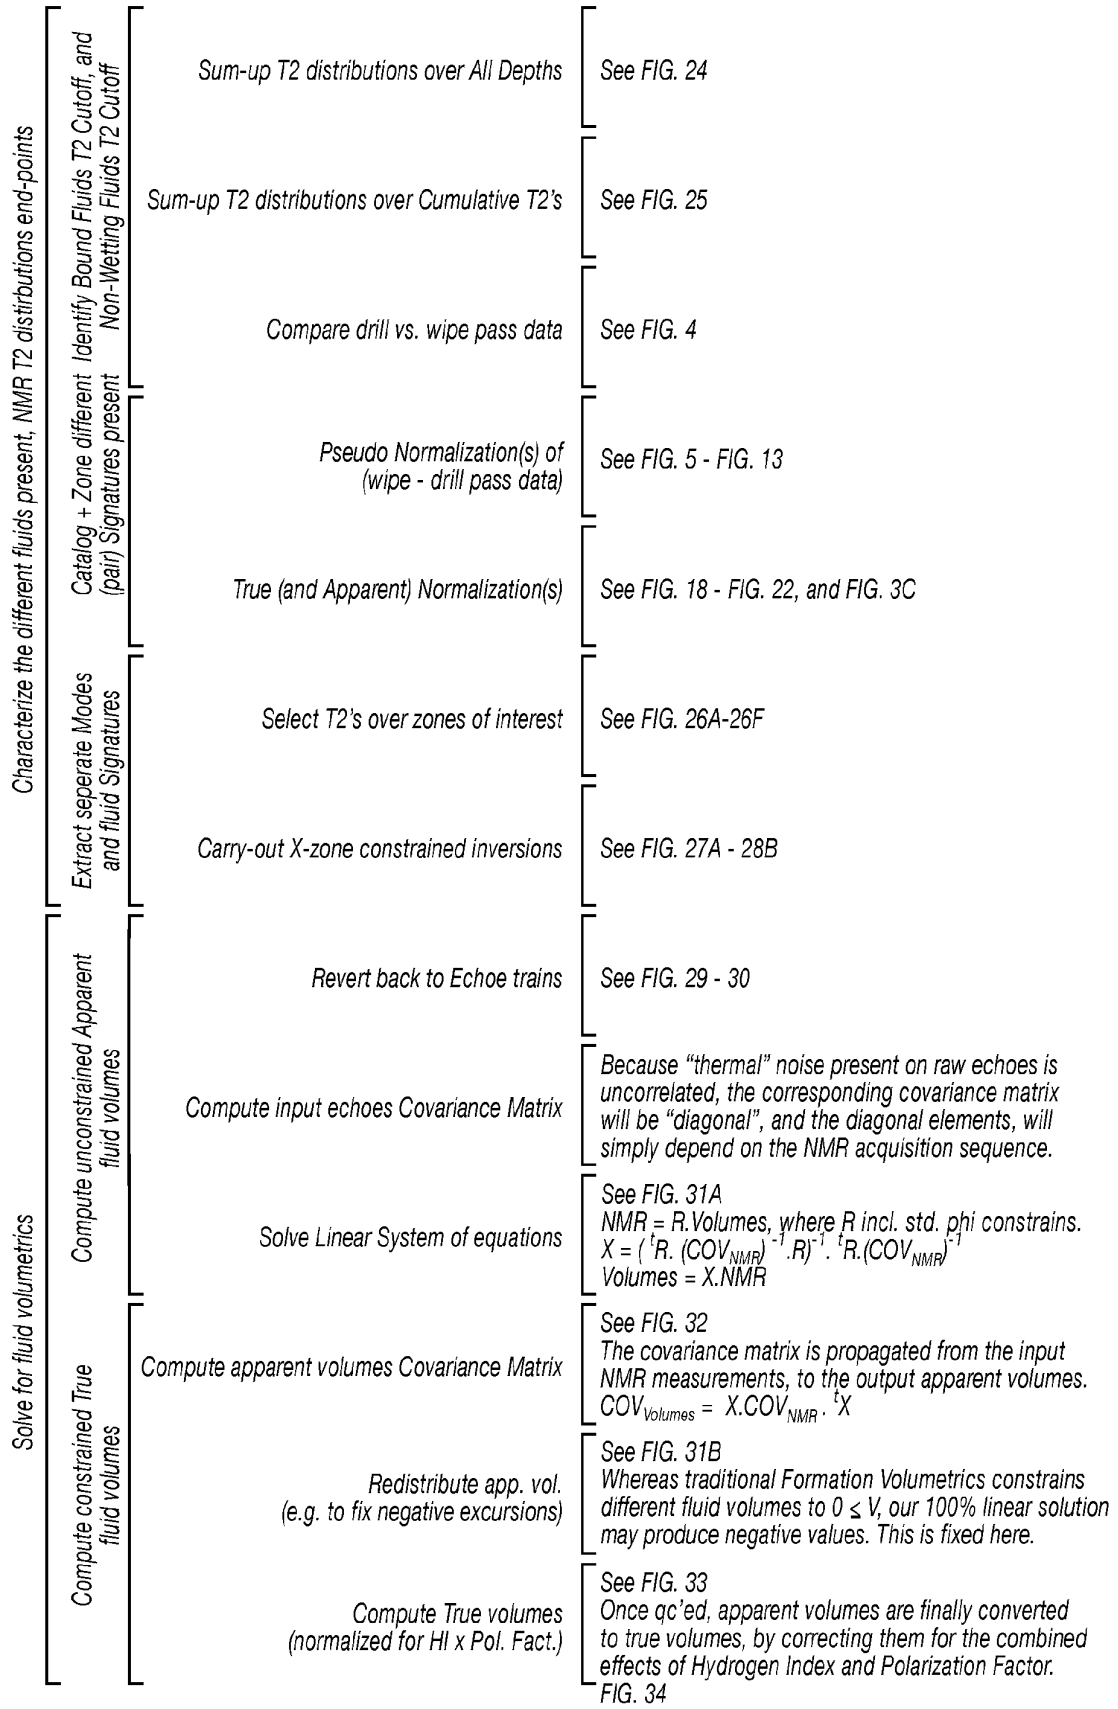 Characterize the different fluids present, NMR T2 distirbutions end-points
Identify Bound Fluids T2 Cutoff, and
Non-Wetting Fluids T2 Cutoff
Sum-up T2 distributions over All Depths
See FIG. 24
Sum-up T2 distributions over Cumulative T2's
See FIG. 25
Compare drill vs. wipe pass data
See FIG. 4
Catalog + Zone different
(pair) Signatures present
Pseudo Normalization(s) of
(wipe - drill pass data)
See FIG. 5 - FIG. 13
True (and Apparent) Normalization(s)
See FIG. 18 - FIG. 22, and FIG. 3C
Extract seperate Modes
and fluid Signatures
Select T2's over zones of interest
See FIG. 26A-26F
Carry-out X-zone constrained inversions
See FIG. 27A - 28B
Solve for fluid volumetrics
Compute unconstrained Apparent
fluid volumes
Revert back to Echoe trains
See FIG. 29 - 30
Compute input echoes Covariance Matrix
Because “thermal” noise present on raw echoes is
uncorrelated, the corresponding covariance matrix
will be “diagonal”, and the diagonal elements, will
simply depend on the NMR acquisition sequence.
Solve Linear System of equations
See FIG. 31A
NMR = R.Volumes, where R incl. std. phi constrains.
X = ( ᵗR. (COV_NMR)⁻¹.R)⁻¹. ᵗR.(COV_NMR)⁻¹
Volumes = X.NMR
Compute constrained True
fluid volumes
Compute apparent volumes Covariance Matrix
See FIG. 32
The covariance matrix is propagated from the input
NMR measurements, to the output apparent volumes.
COV_Volumes = X.COV_NMR . ᵗX
Redistribute app. vol.
(e.g. to fix negative excursions)
See FIG. 31B
Whereas traditional Formation Volumetrics constrains
different fluid volumes to 0 ≤ V, our 100% linear solution
may produce negative values. This is fixed here.
Compute True volumes
(normalized for HI x Pol. Fact.)
See FIG. 33
Once qc'ed, apparent volumes are finally converted
to true volumes, by correcting them for the combined
effects of Hydrogen Index and Polarization Factor.
FIG. 34